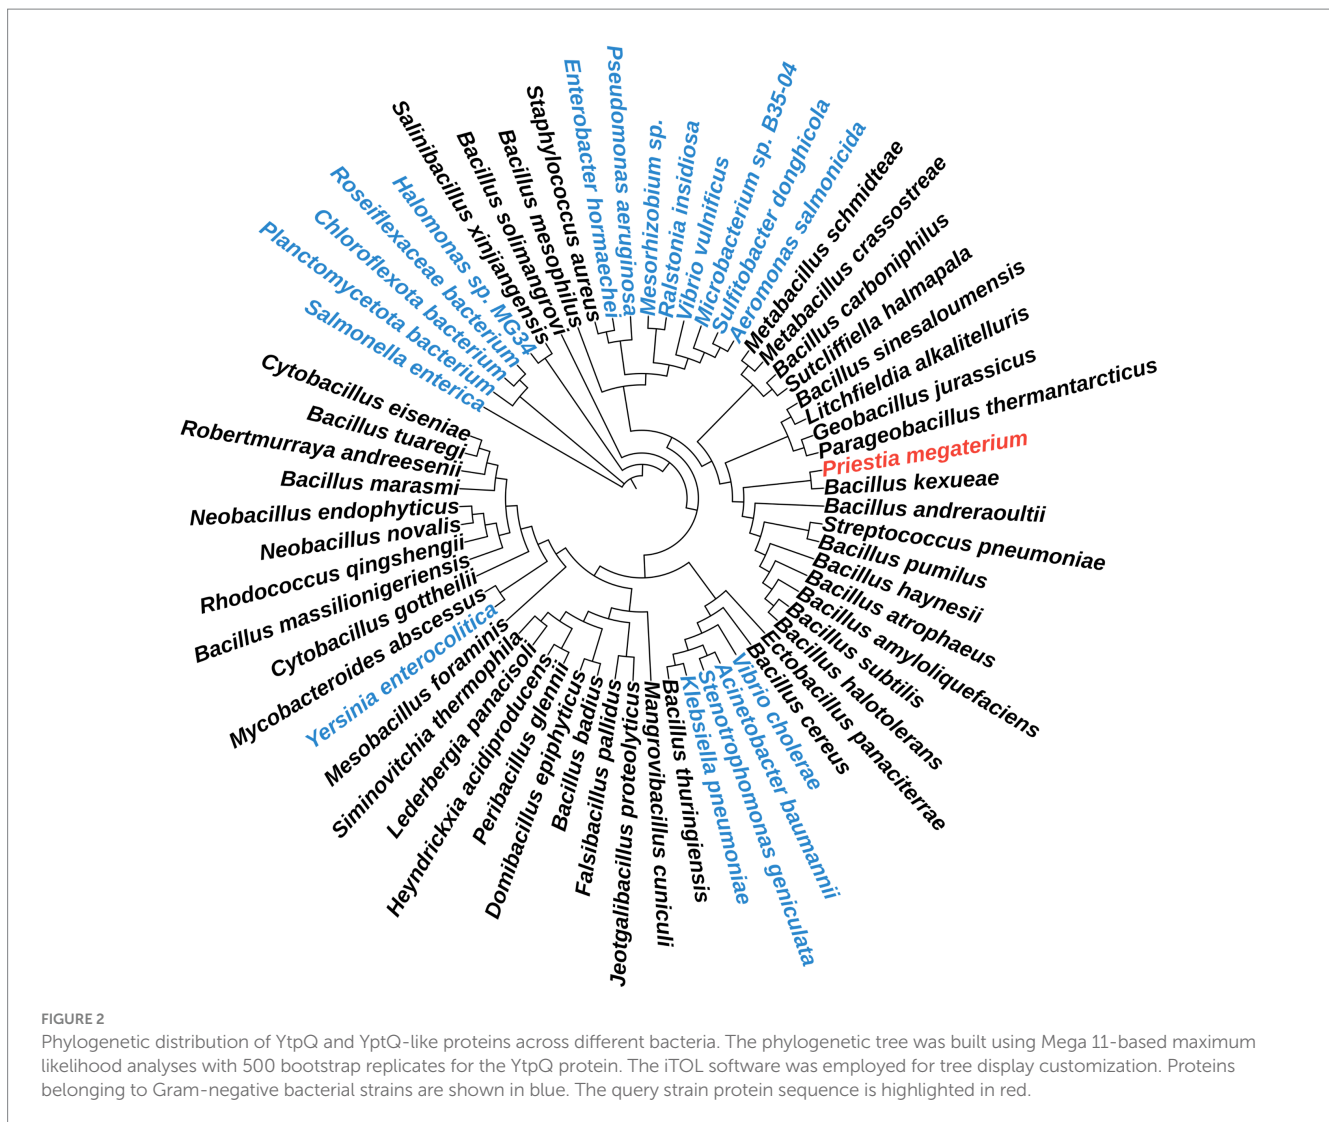 Pseudomonas aeruginosa
Mesorhizobium sp.
Ralstonia insidiosa
Vibrio vulnificus
Microbacterium sp. B35-04
Sulfitobacter donghicola
Aeromonas salmonicida
Metabacillus schmidteae
Metabacillus crassostreae
Bacillus carboniphilus
Sutcliffiella halmapala
Bacillus sinesaloumensis
Litchfieldia alkalitelluris
Geobacillus jurassicus
Parageobacillus thermantarcticus
Priestia megaterium
Bacillus kexueae
Bacillus andreraoultii
Streptococcus pneumoniae
Bacillus pumilus
Bacillus haynesii
Bacillus atrophaeus
Bacillus amyloliquefaciens
Bacillus subtilis
Bacillus halotolerans
Ectobacillus panaciterrae
Bacillus cereus
Vibrio cholerae
Acinetobacter baumannii
Stenotrophomonas geniculata
Klebsiella pneumoniae
Bacillus thuringiensis
Mangrovibacillus cuniculi
Jeotgalibacillus proteolyticus
Falsibacillus pallidus
Bacillus badius
Domibacillus epiphyticus
Peribacillus glennii
Heyndrickxia acidiproducens
Lederbergia panacisoli
Siminovitchia thermophila
Mesobacillus foraminis
Yersinia enterocolitica
Mycobacteroides abscessus
Cytobacillus gottheilii
Bacillus massilionigeriensis
Rhodococcus qingshengii
Neobacillus novalis
Neobacillus endophyticus
Bacillus marasmi
Robertmurraya andreesenii
Bacillus tuaregi
Cytobacillus eiseniae
Salmonella enterica
Planctomycetota bacterium
Chloroflexota bacterium
Roseiflexaceae bacterium
Halomonas sp. MG34
Salinibacillus xinjiangensis
Bacillus solimangrovi
Bacillus mesophilus
Staphylococcus aureus
Enterobacter hormaechei
FIGURE 2
Phylogenetic distribution of YtpQ and YptQ-like proteins across different bacteria. The phylogenetic tree was built using Mega 11-based maximum
likelihood analyses with 500 bootstrap replicates for the YtpQ protein. The iTOL software was employed for tree display customization. Proteins
belonging to Gram-negative bacterial strains are shown in blue. The query strain protein sequence is highlighted in red.